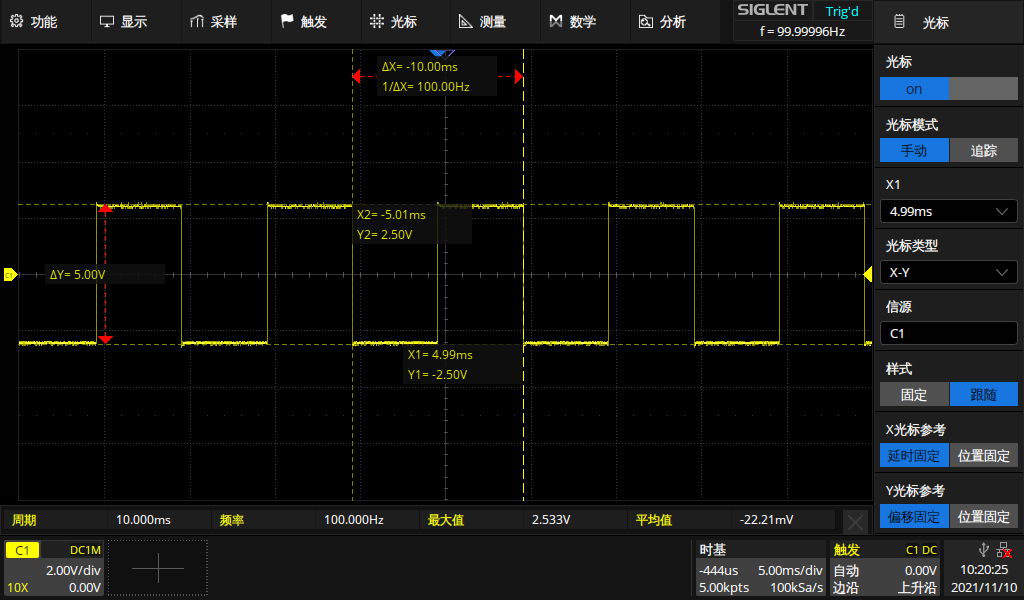 功能 显示 采样 触发 光标 测量 数学 分析
SIGLENT Trig'd
f = 99.99996Hz
光标
光标
on
光标模式
手动 追踪
X1
4.99ms
光标类型
X-Y
信源
C1
样式
固定 跟随
X光标参考
延时固定 位置固定
Y光标参考
偏移固定 位置固定
ΔX= -10.00ms
1/ΔX= 100.00Hz
X2= -5.01ms
Y2= 2.50V
C1
ΔY= 5.00V
X1= 4.99ms
Y1= -2.50V
周期 10.000ms 频率 100.000Hz 最大值 2.533V 平均值 -22.21mV
C1 DC1M
2.00V/div
10X 0.00V
时基
-444us 5.00ms/div
5.00kpts 100kSa/s
触发 C1 DC
自动 0.00V
边沿 上升沿
10:20:25
2021/11/10